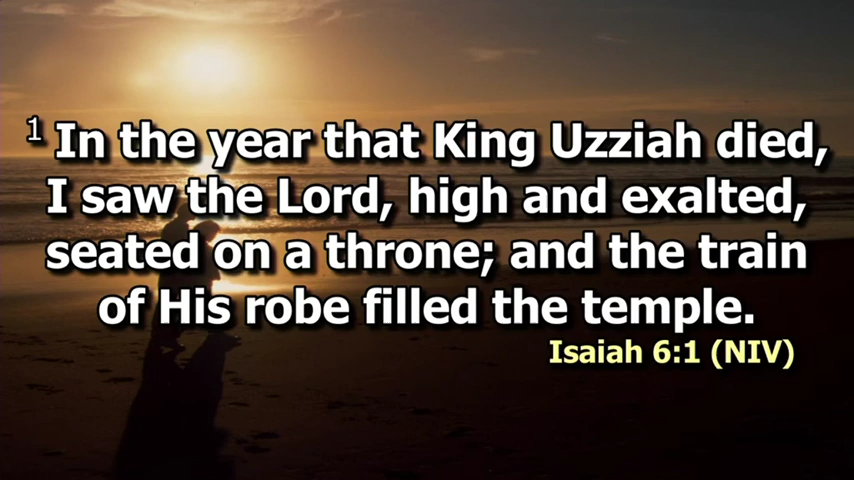 1 In the year that King Uzziah died,
I saw the Lord, high and exalted,
seated on a throne; and the train
of His robe filled the temple.
Isaiah 6:1 (NIV)